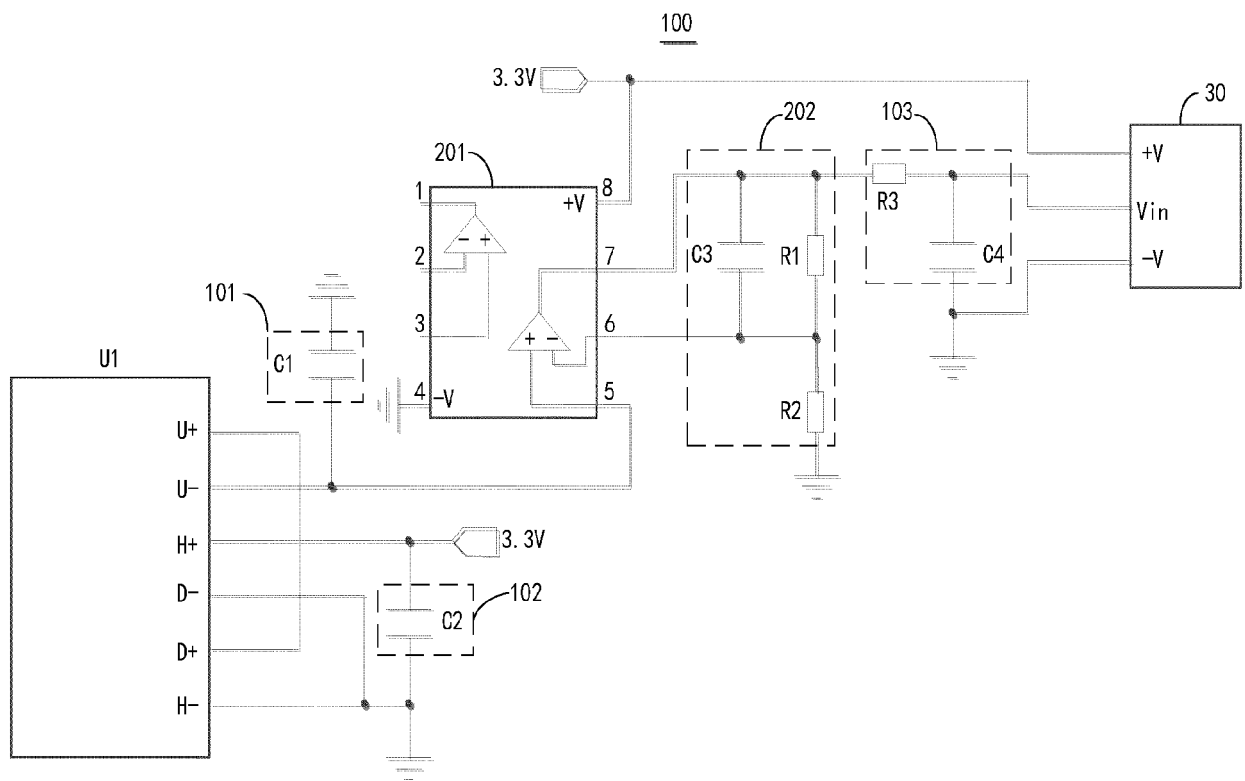 100
3.3V
30
202
103
201
+V
1
8
+V
R3
Vin
2
7
C3
R1
C4
-V
101
3
6
C1
U1
4
-V
5
R2
U+
U-
H+
3.3V
D-
102
C2
D+
H-